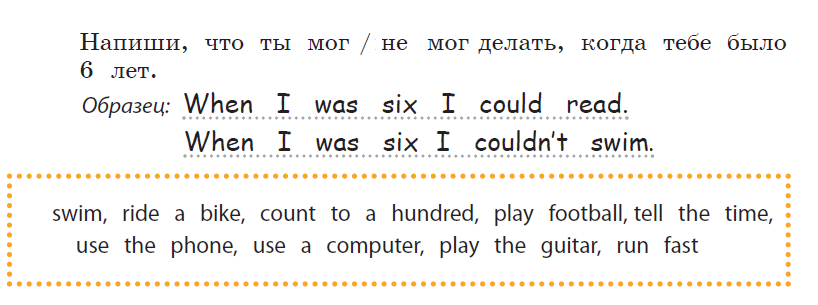 Напиши, что ты мог / не мог делать, когда тебе было
6 лет.
Образец: When I was six I could read.
When I was six I couldn't swim.
swim, ride a bike, count to a hundred, play football, tell the time,
use the phone, use a computer, play the guitar, run fast